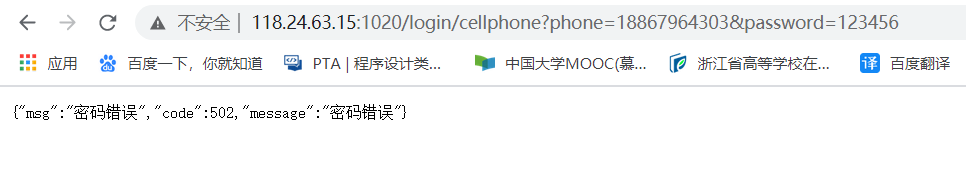 不安全 | 118.24.63.15:1020/login/cellphone?phone=18867964303&password=123456
应用 百度一下，你就知道 PTA | 程序设计类... 中国大学MOOC(慕... 浙江省高等学校在... 译 百度翻译
{"msg":"密码错误","code":502,"message":"密码错误"}